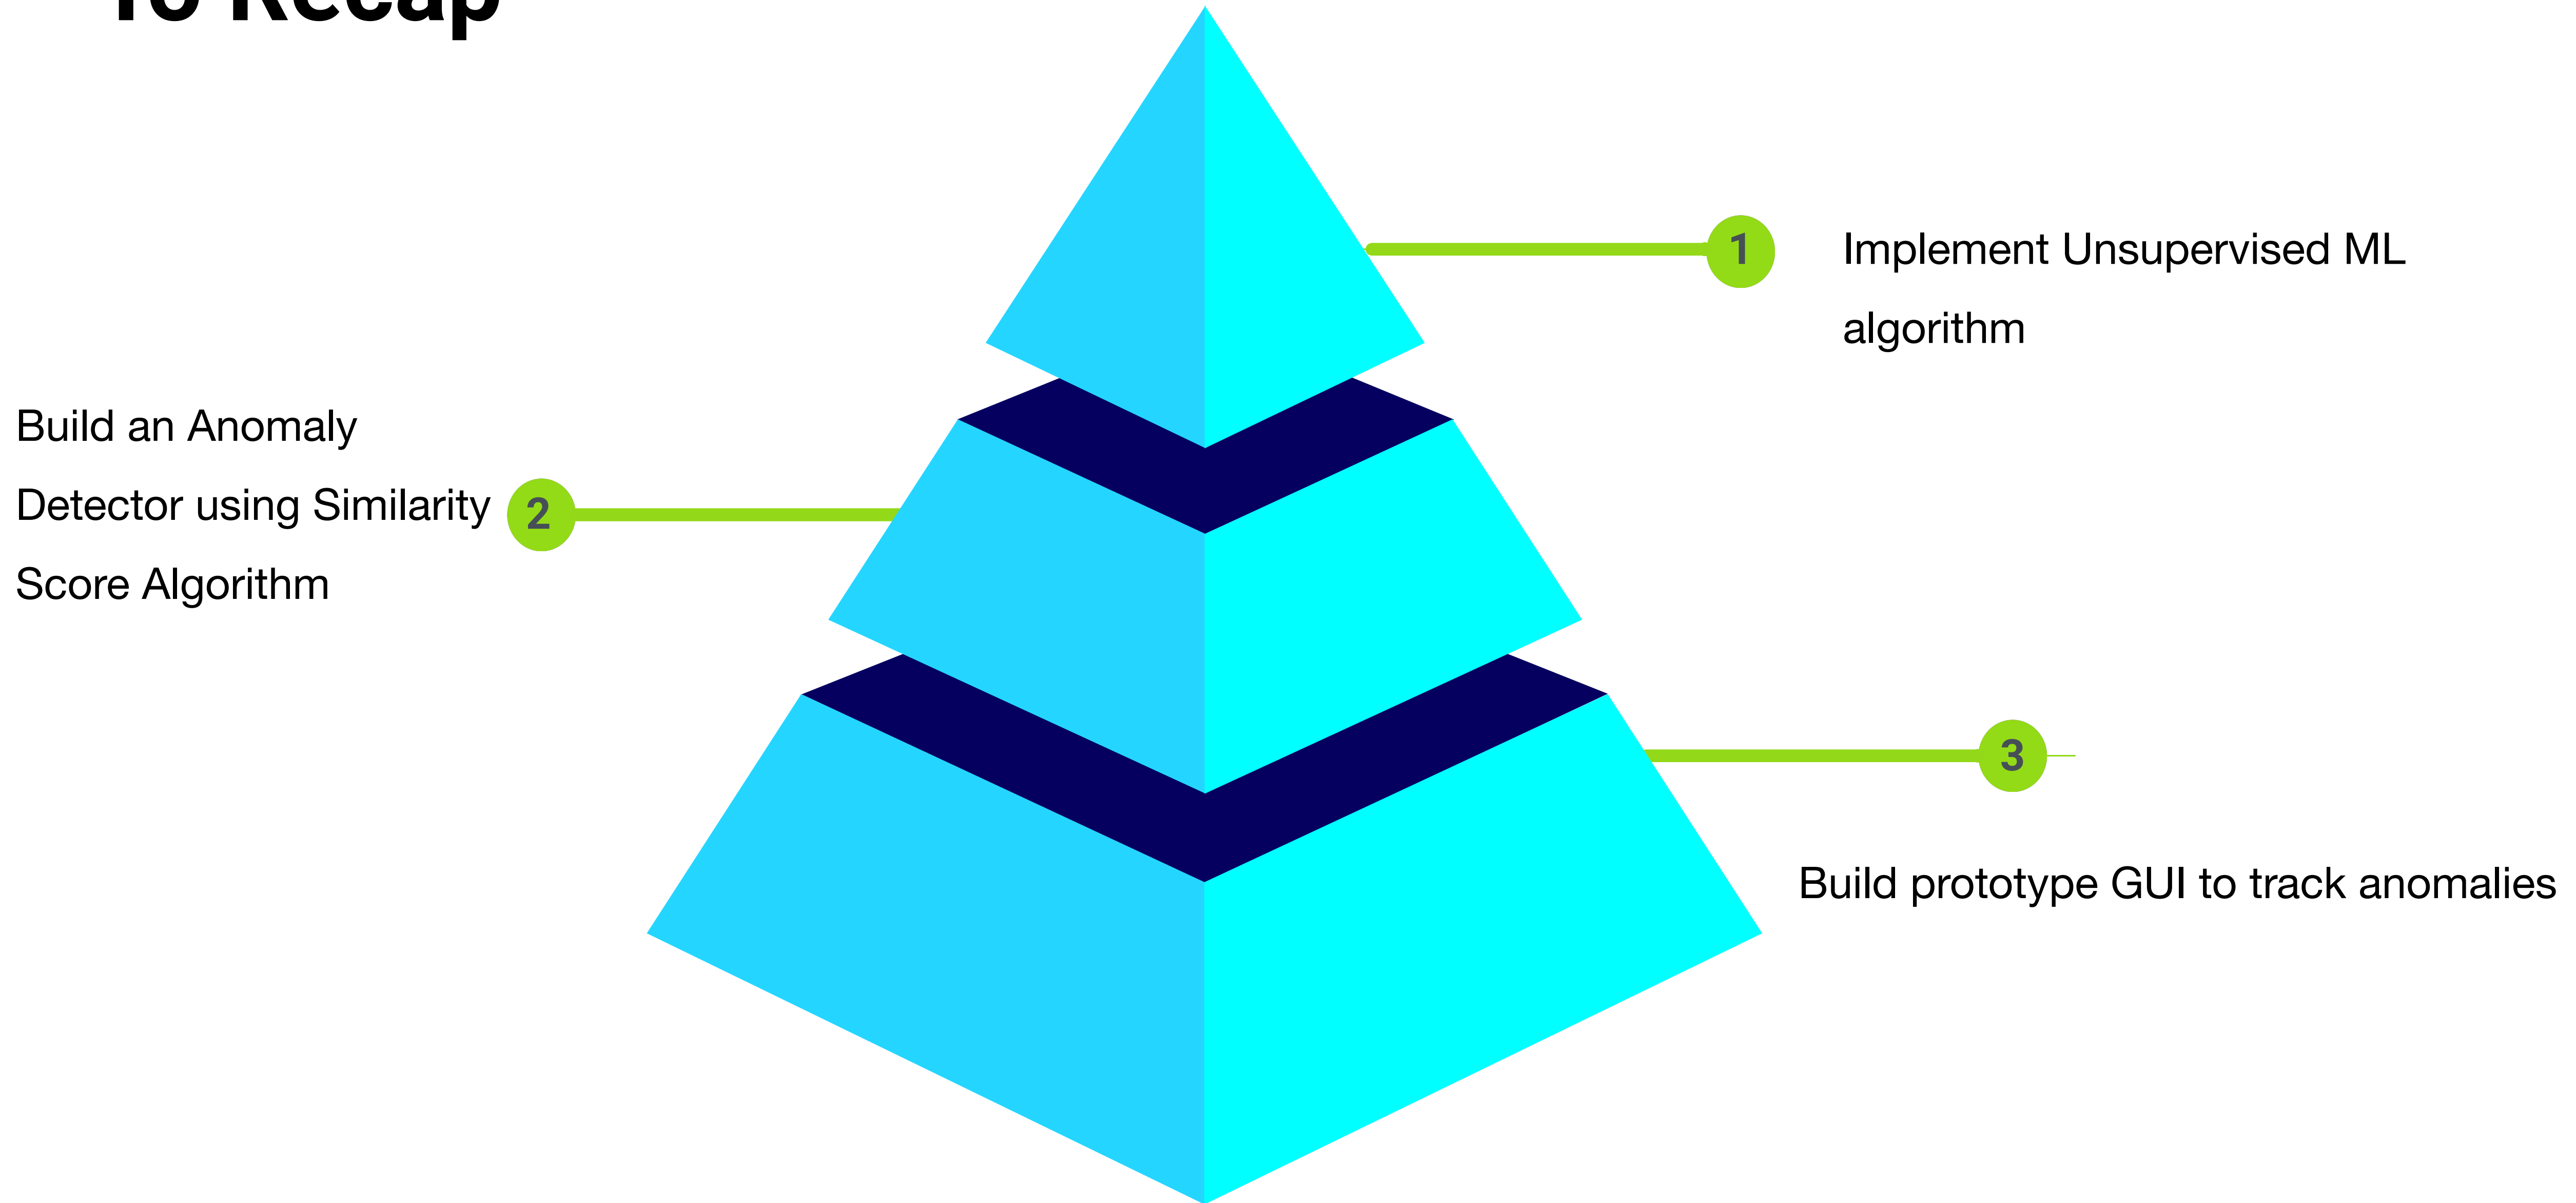 To Recap
1
Implement Unsupervised ML
algorithm
Build an Anomaly
Detector using Similarity
Score Algorithm
2
3
Build prototype GUI to track anomalies